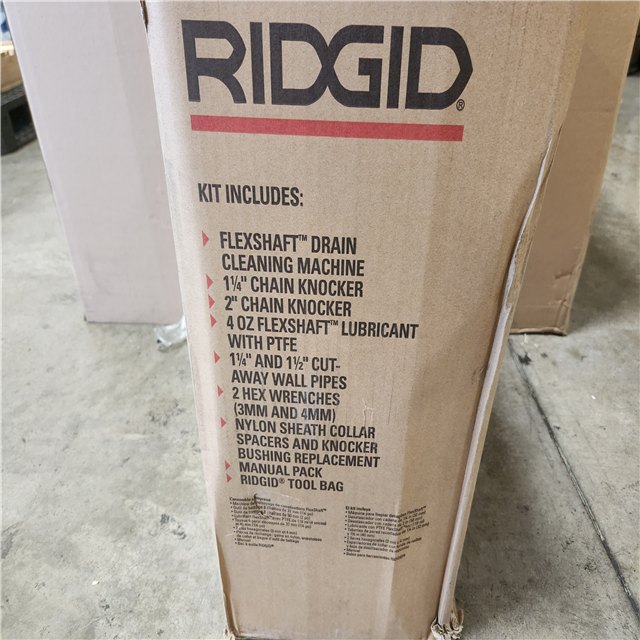 RIDGID®
KIT INCLUDES:
FLEXSHAFT™ DRAIN
CLEANING MACHINE
1¼" CHAIN KNOCKER
2" CHAIN KNOCKER
4 OZ FLEXSHAFT™ LUBRICANT
WITH PTFE
1¼" AND 1½" CUT-
AWAY WALL PIPES
2 HEX WRENCHES
(3MM AND 4MM)
NYLON SHEATH COLLAR
SPACERS AND KNOCKER
BUSHING REPLACEMENT
MANUAL PACK
RIDGID® TOOL BAG